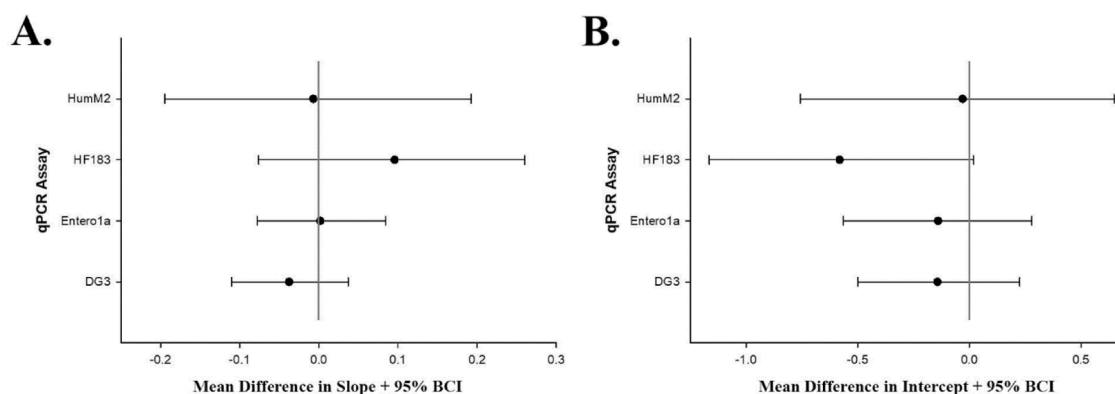 A.
qPCR Assay
HumM2
HF183
Entero1a
DG3
-0.2 -0.1 0.0 0.1 0.2 0.3
Mean Difference in Slope + 95% BCI
B.
qPCR Assay
HumM2
HF183
Entero1a
DG3
-1.0 -0.5 0.0 0.5
Mean Difference in Intercept + 95% BCI